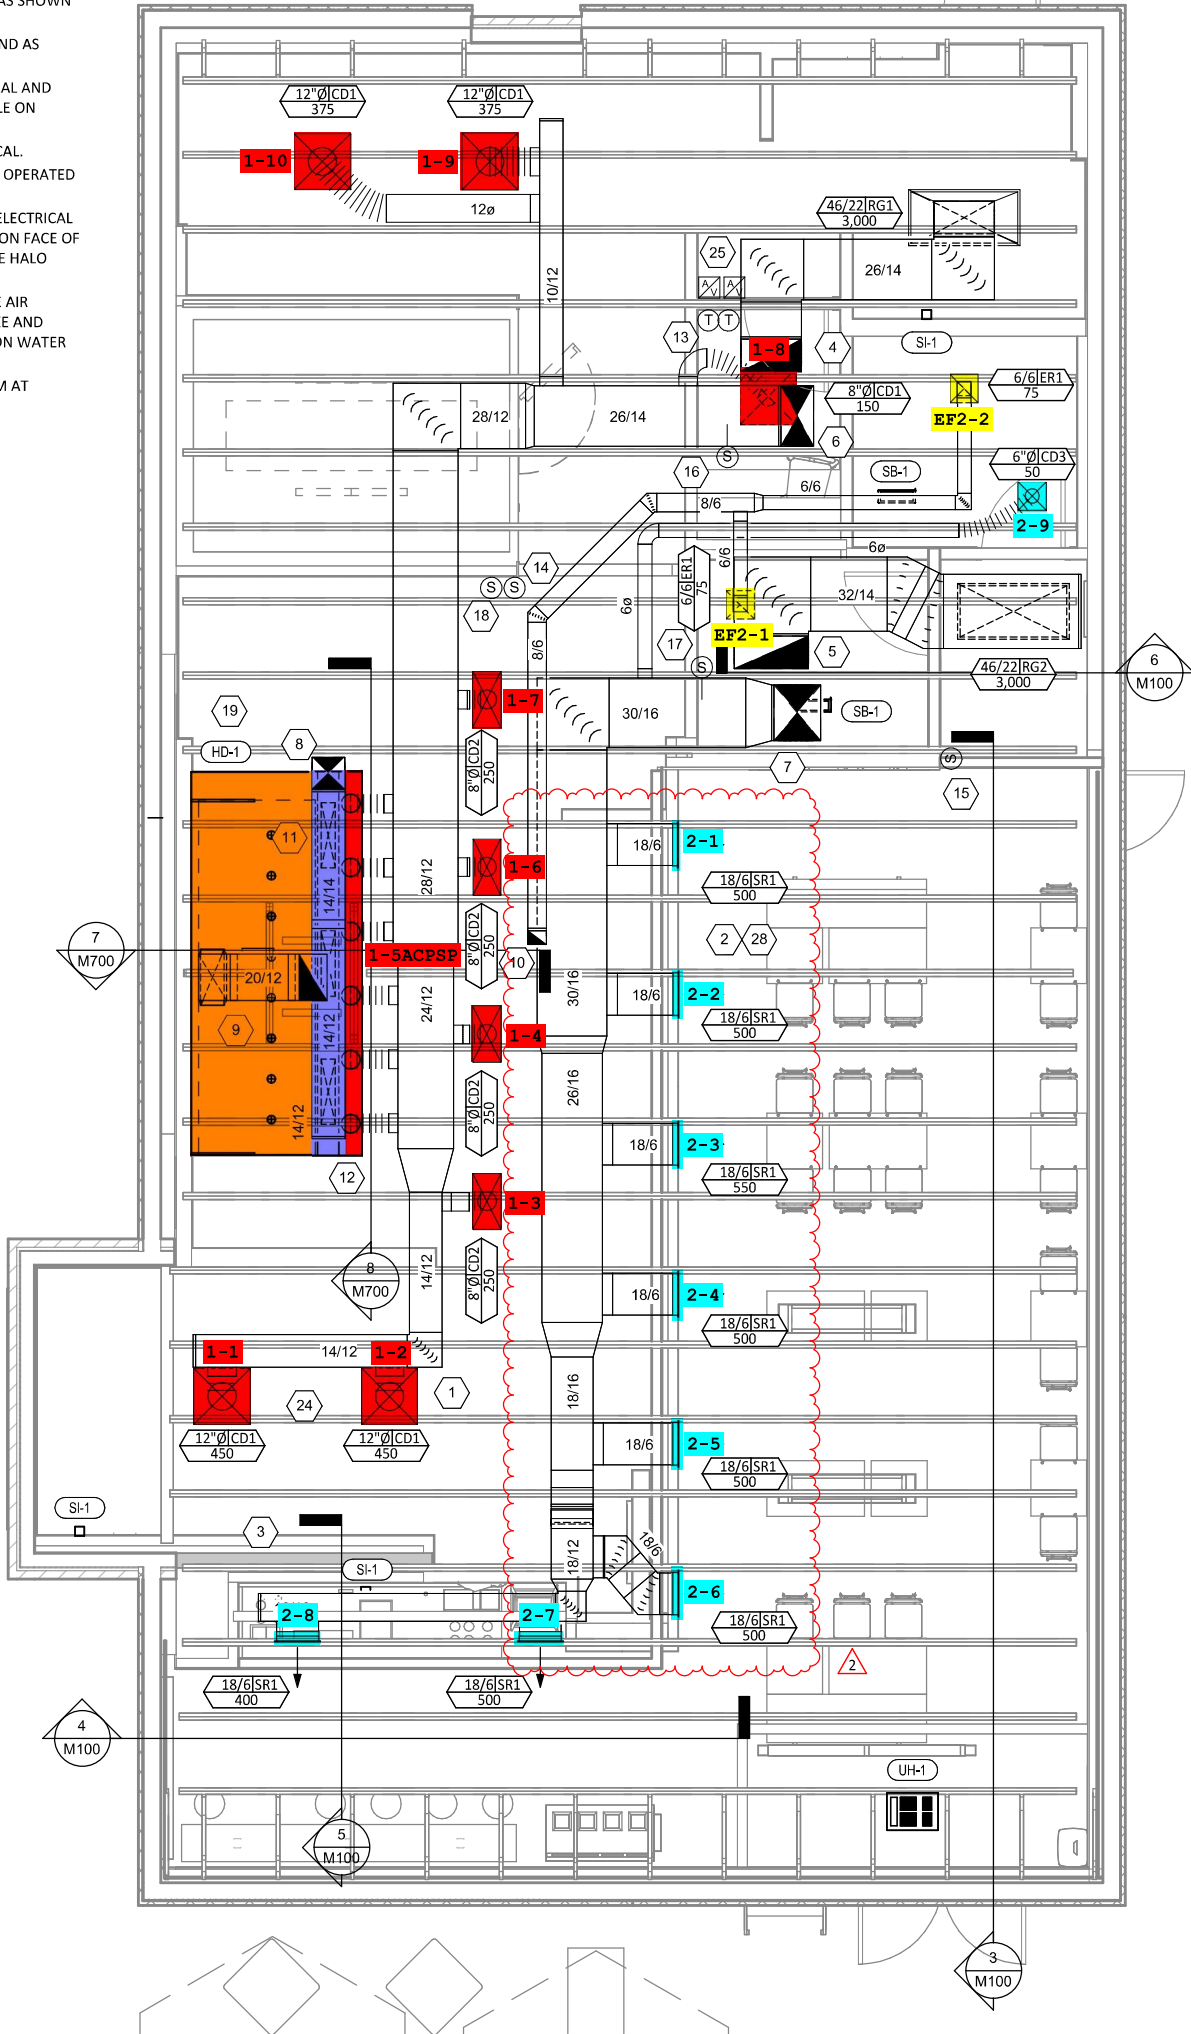 AS SHOWN
ND AS
AL AND
LE ON
CAL.
OPERATED
ELECTRICAL
ON FACE OF
E HALO
E AIR
ZE AND
ON WATER
M AT
12"Ø CD1
375
12"Ø CD1
375
1-10
1-9
12ø
46/22 RG1
3,000
25
26/14
10/12
A/V
A/V
T
T
13
1-8
4
SI-1
8"Ø CD1
150
6/6 ER1
75
EF2-2
28/12
26/14
6
S
6"Ø CD3
50
16
SB-1
6/6
8/6
2-9
6ø
6/6
14
S
S
6/6 ER1
75
32/14
6ø
18
EF2-1
17
8/6
5
S
6
M100
46/22 RG2
3,000
1-7
19
30/16
SB-1
HD-1
8
8"Ø CD2
250
7
S
15
11
2-1
18/6
1-6
28/12
14/14
18/6 SR1
500
7
M700
8"Ø CD2
250
2
28
1-5ACPSP
10
20/12
24/12
30/16
18/6
2-2
9
14/12
18/6 SR1
500
1-4
26/16
8"Ø CD2
250
14/12
18/6
2-3
12
18/6 SR1
550
1-3
8
M700
14/12
8"Ø CD2
250
18/6
2-4
18/6 SR1
500
1-1
14/12
1-2
1
24
18/16
12"Ø CD1
450
12"Ø CD1
450
18/6
2-5
18/6 SR1
500
SI-1
3
18/12
18/6
SI-1
2-8
2-7
2-6
18/6 SR1
500
2
18/6 SR1
400
18/6 SR1
500
4
M100
UH-1
5
M100
3
M100